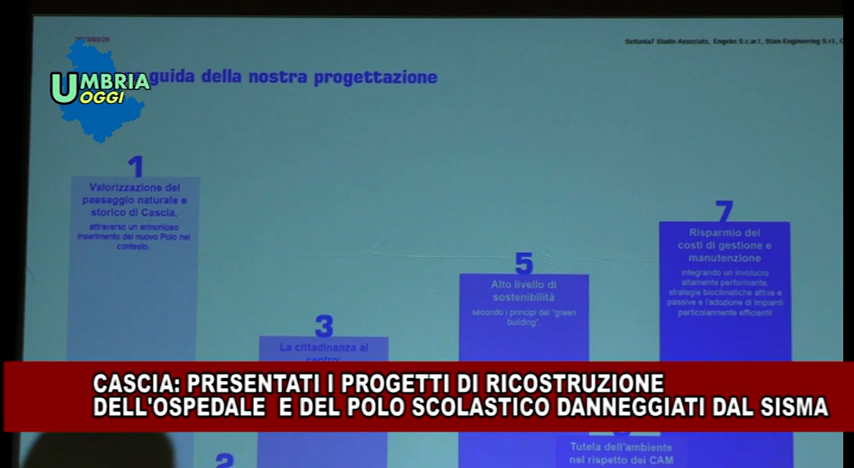 Settanta7 Studio Associato, Engeko S.c.ar.l., Stain Engineering S.r.l.,
guida della nostra progettazione
UMBRIA
OGGI
1
Valorizzazione del
paesaggio naturale e
storico di Cascia,
attraverso un armonioso
inserimento del nuovo Polo nel
contesto.
3
La cittadinanza al
centro:
5
Alto livello di
sostenibilità
secondo i principi del "green
building".
7
Risparmio dei
costi di gestione e
manutenzione
integrando un involucro
altamente performante,
strategie bioclimatiche attive e
passive e l'adozione di impianti
particolarmente efficienti!
CASCIA: PRESENTATI I PROGETTI DI RICOSTRUZIONE
DELL'OSPEDALE E DEL POLO SCOLASTICO DANNEGGIATI DAL SISMA
2
Tutela dell'ambiente
nel rispetto dei CAM